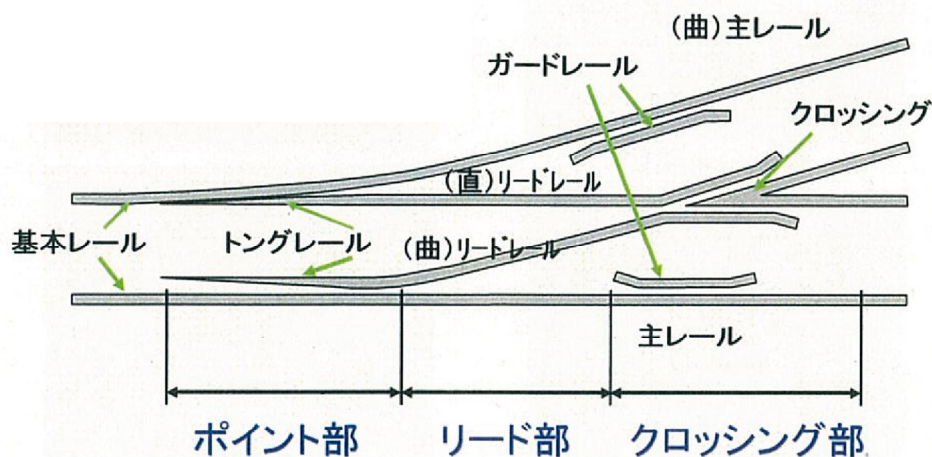 (曲)主レール
ガードレール
クロッシング
(直)リードレール
基本レール
トングレール
(曲)リードレール
主レール
ポイント部
リード部
クロッシング部